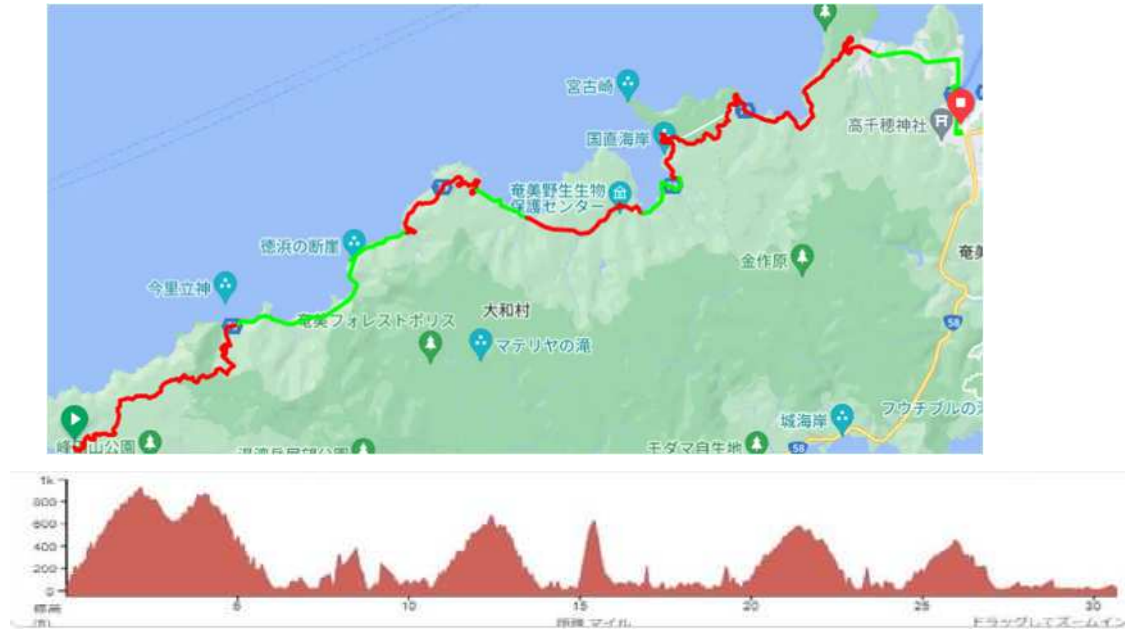 宮古崎
国直海岸
高千穂神社
奄美野生生物
保護センター
徳浜の断崖
金作原
奄美
今里立神
大和村
奄美フォレストポリス
マテリヤの滝
58
フウチブルの
城海岸
58
モダマ自生地
1k
800
600
400
200
0
5
10
15
20
25
30
標高
距離 マイル
ドラッグしてズームイン